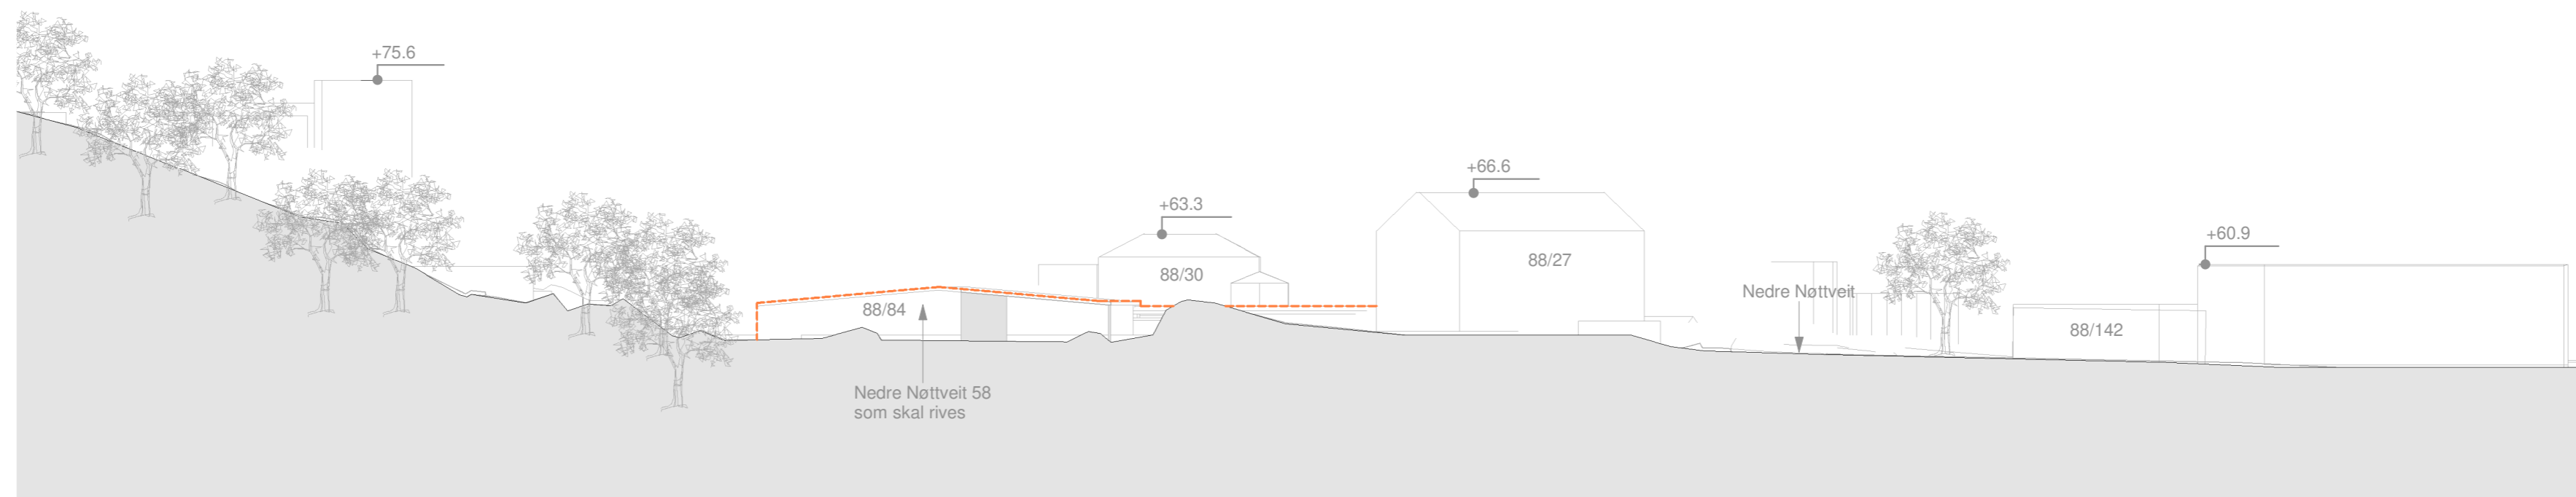 +75.6
+66.6
+63.3
+60.9
88/27
88/30
Nedre Nøttveit
88/84
88/142
Nedre Nøttveit 58
som skal rives